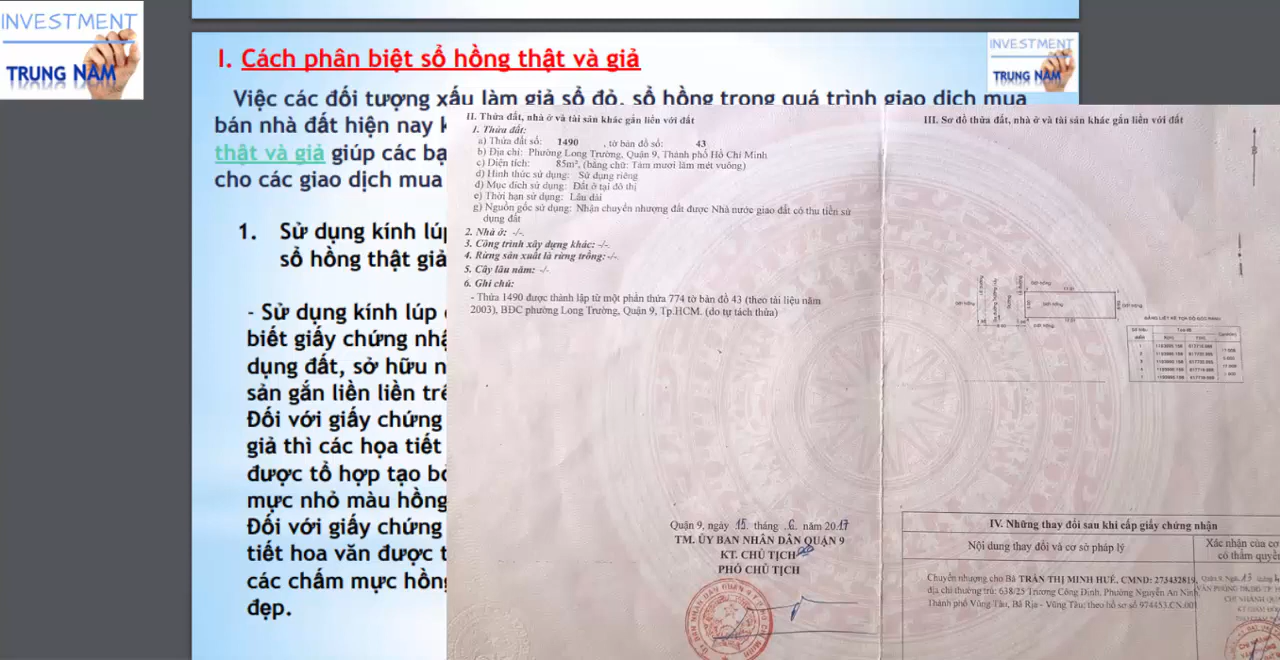 INVESTMENT
TRUNG NAM
I. Cách phân biệt sổ hồng thật và giả
INVESTMENT
TRUNG NAM
Việc các đối tượng xấu làm giả sổ đỏ, sổ hồng trong quá trình giao dịch mua
bán nhà đất hiện nay
thật và giả giúp các bạ
cho các giao dịch mua
1. Sử dụng kính lúp
sổ hồng thật giả
- Sử dụng kính lúp
biết giấy chứng nhậ
dụng đất, sở hữu n
sản gắn liền liền trê
Đối với giấy chứng
giả thì các họa tiết
được tổ hợp tạo bở
mực nhỏ màu hồng
Đối với giấy chứng
tiết hoa văn được t
các chấm mực hồng
đẹp.
II. Thửa đất, nhà ở và tài sản khác gắn liền với đất
1. Thửa đất:
a) Thửa đất số: 1490 , tờ bản đồ số: 43
b) Địa chỉ: Phường Long Trường, Quận 9, Thành phố Hồ Chí Minh
c) Diện tích: 85m², (bằng chữ: Tám mươi lăm mét vuông)
d) Hình thức sử dụng: Sử dụng riêng
đ) Mục đích sử dụng: Đất ở tại đô thị
e) Thời hạn sử dụng: Lâu dài
g) Nguồn gốc sử dụng: Nhận chuyển nhượng đất được Nhà nước giao đất có thu tiền sử
dụng đất
2. Nhà ở: -/-.
3. Công trình xây dựng khác: -/-.
4. Rừng sản xuất là rừng trồng: -/-.
5. Cây lâu năm: -/-.
6. Ghi chú:
- Thửa 1490 được thành lập từ một phần thửa 774 tờ bản đồ 43 (theo tài liệu năm
2003), BĐC phường Long Trường, Quận 9, Tp.HCM. (do tự tách thửa)
Quận 9, ngày 15 tháng 6 năm 2017
TM. ỦY BAN NHÂN DÂN QUẬN 9
KT. CHỦ TỊCH
PHÓ CHỦ TỊCH
III. Sơ đồ thửa đất, nhà ở và tài sản khác gắn liền với đất
IV. Những thay đổi sau khi cấp giấy chứng nhận
Nội dung thay đổi và cơ sở pháp lý
Xác nhận của cơ
có thẩm quyề
Chuyển nhượng cho Bà TRẦN THỊ MINH HUÊ, CMND: 273432819,
địa chỉ thường trú: 638/25 Trương Công Định, Phường Nguyễn An Ninh,
Thành phố Vũng Tàu, Bà Rịa - Vũng Tàu; theo hồ sơ số 974453.CN.001